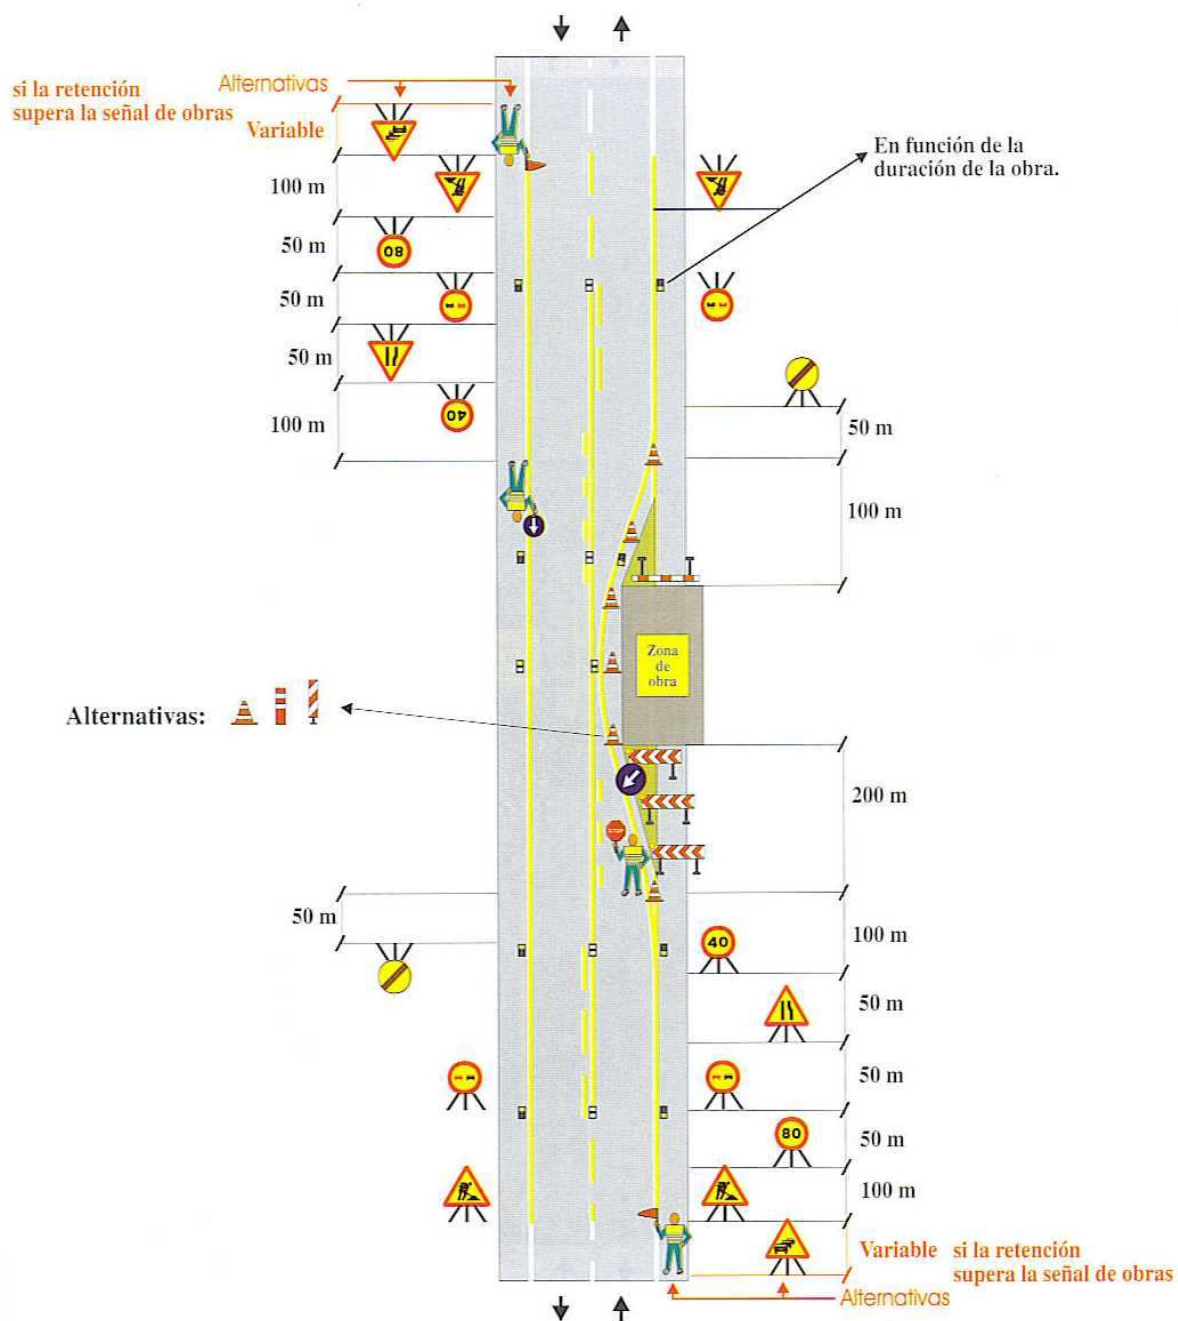 Alternativas
si la retención
supera la señal de obras
Variable
En función de la
duración de la obra.
100 m
80
50 m
50 m
50 m
40
100 m
50 m
100 m
Zona
de
obra
Alternativas:
200 m
STOP
50 m
100 m
40
50 m
50 m
80
50 m
100 m
Variable si la retención
supera la señal de obras
Alternativas